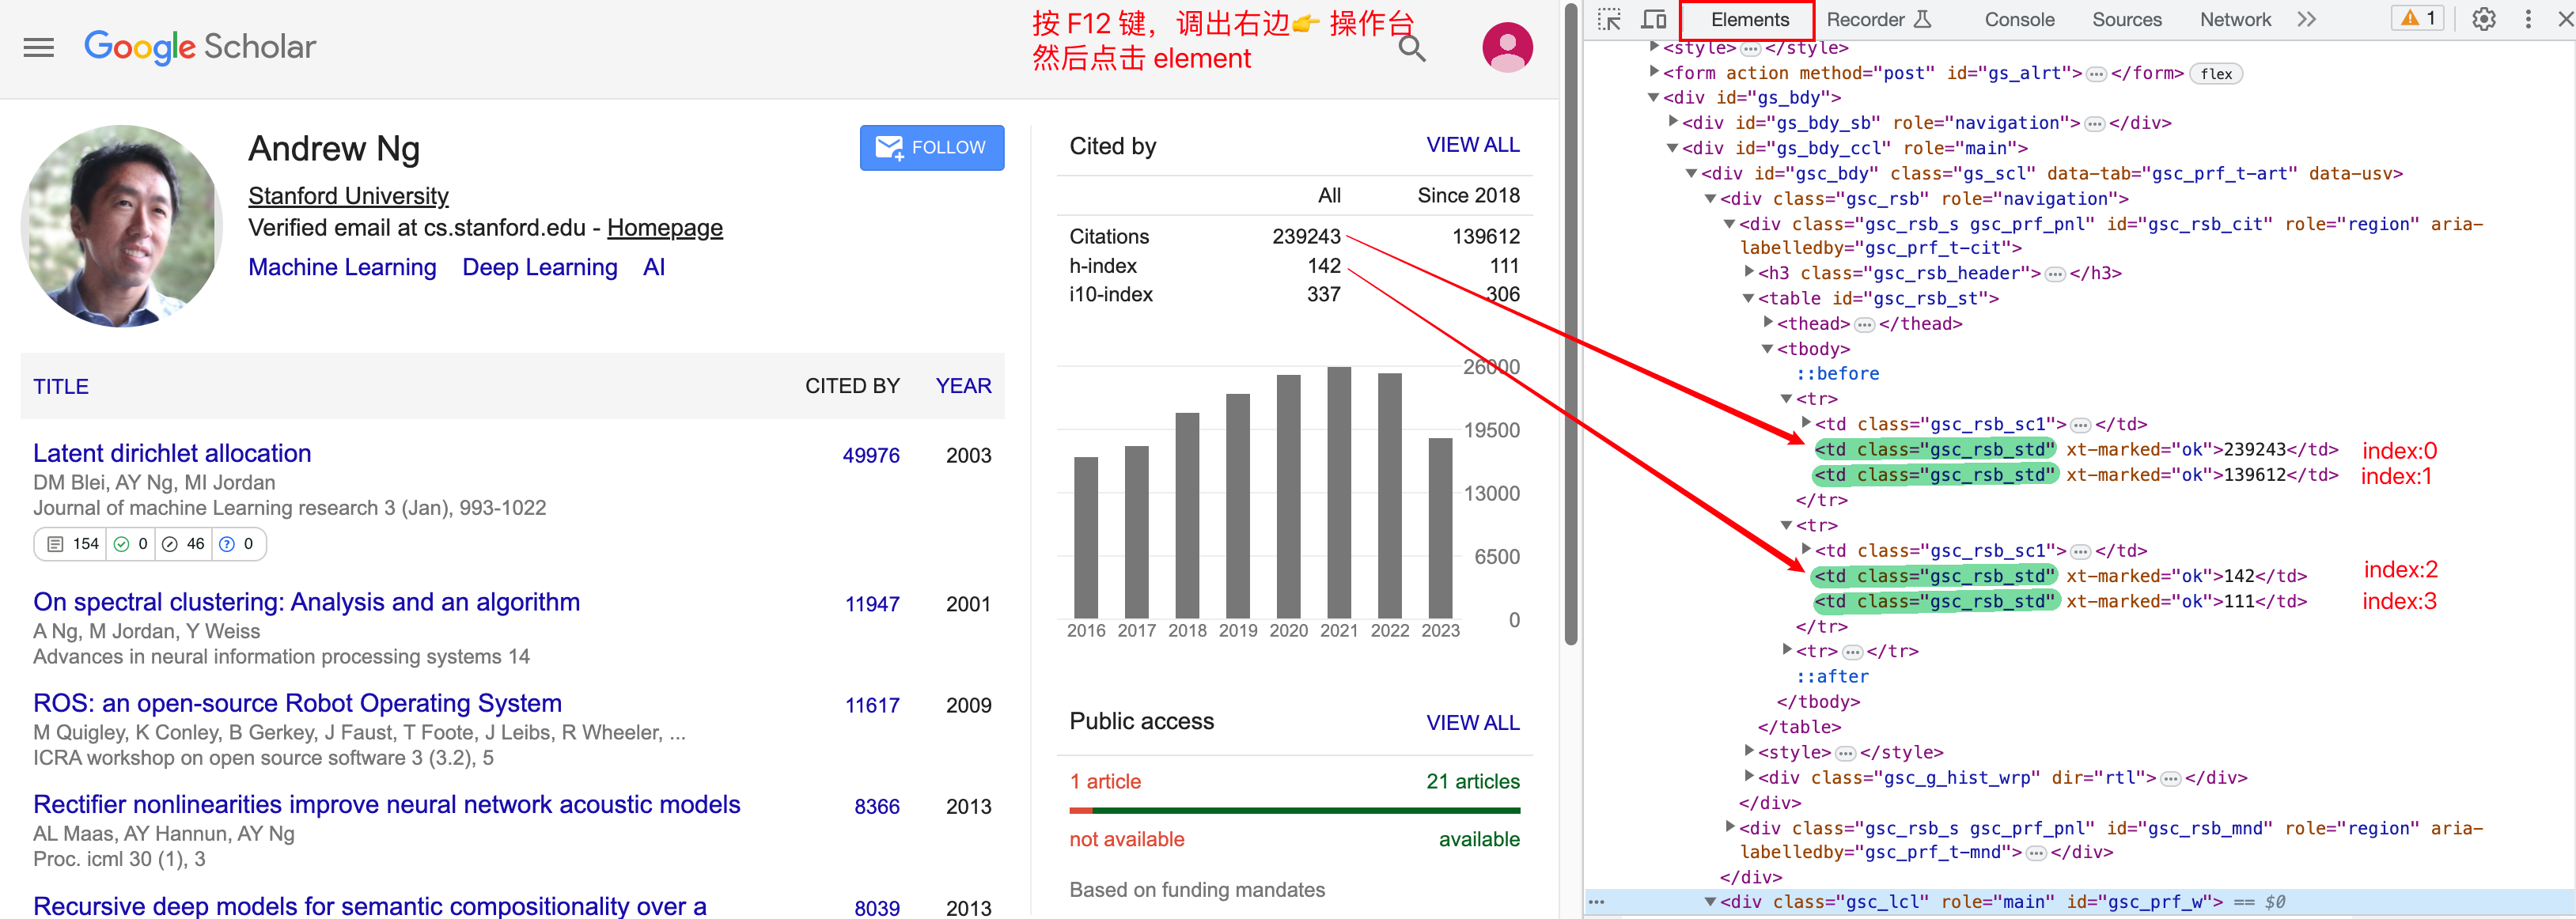 Google Scholar
按 F12 键，调出右边👉 操作台
然后点击 element
Andrew Ng
FOLLOW
Stanford University
Verified email at cs.stanford.edu - Homepage
Machine Learning Deep Learning AI
TITLE CITED BY YEAR
Latent dirichlet allocation 49976 2003
DM Blei, AY Ng, MI Jordan
Journal of machine Learning research 3 (Jan), 993-1022
154 0 46 0
On spectral clustering: Analysis and an algorithm 11947 2001
A Ng, M Jordan, Y Weiss
Advances in neural information processing systems 14
ROS: an open-source Robot Operating System 11617 2009
M Quigley, K Conley, B Gerkey, J Faust, T Foote, J Leibs, R Wheeler, ...
ICRA workshop on open source software 3 (3.2), 5
Rectifier nonlinearities improve neural network acoustic models 8366 2013
AL Maas, AY Hannun, AY Ng
Proc. icml 30 (1), 3
Recursive deep models for semantic compositionality over a 8039 2013
Cited by VIEW ALL
All Since 2018
Citations 239243 139612
h-index 142 111
i10-index 337 306
26000
19500
13000
6500
0
2016 2017 2018 2019 2020 2021 2022 2023
Public access VIEW ALL
1 article 21 articles
not available available
Based on funding mandates
Elements Recorder Console Sources Network 1
<style>…</style>
<form action method="post" id="gs_alrt">…</form> flex
<div id="gs_bdy">
<div id="gs_bdy_sb" role="navigation">…</div>
<div id="gs_bdy_ccl" role="main">
<div id="gsc_bdy" class="gs_scl" data-tab="gsc_prf_t-art" data-usv>
<div class="gsc_rsb" role="navigation">
<div class="gsc_rsb_s gsc_prf_pnl" id="gsc_rsb_cit" role="region" aria-
labelledby="gsc_prf_t-cit">
<h3 class="gsc_rsb_header">…</h3>
<table id="gsc_rsb_st">
<thead>…</thead>
<tbody>
::before
<tr>
<td class="gsc_rsb_sc1">…</td>
<td class="gsc_rsb_std" xt-marked="ok">239243</td> index:0
<td class="gsc_rsb_std" xt-marked="ok">139612</td> index:1
</tr>
<tr>
<td class="gsc_rsb_sc1">…</td>
<td class="gsc_rsb_std" xt-marked="ok">142</td> index:2
<td class="gsc_rsb_std" xt-marked="ok">111</td> index:3
</tr>
<tr>…</tr>
::after
</tbody>
</table>
<style>…</style>
<div class="gsc_g_hist_wrp" dir="rtl">…</div>
</div>
<div class="gsc_rsb_s gsc_prf_pnl" id="gsc_rsb_mnd" role="region" aria-
labelledby="gsc_prf_t-mnd">…</div>
</div>
<div class="gsc_lcl" role="main" id="gsc_prf_w"> == $0